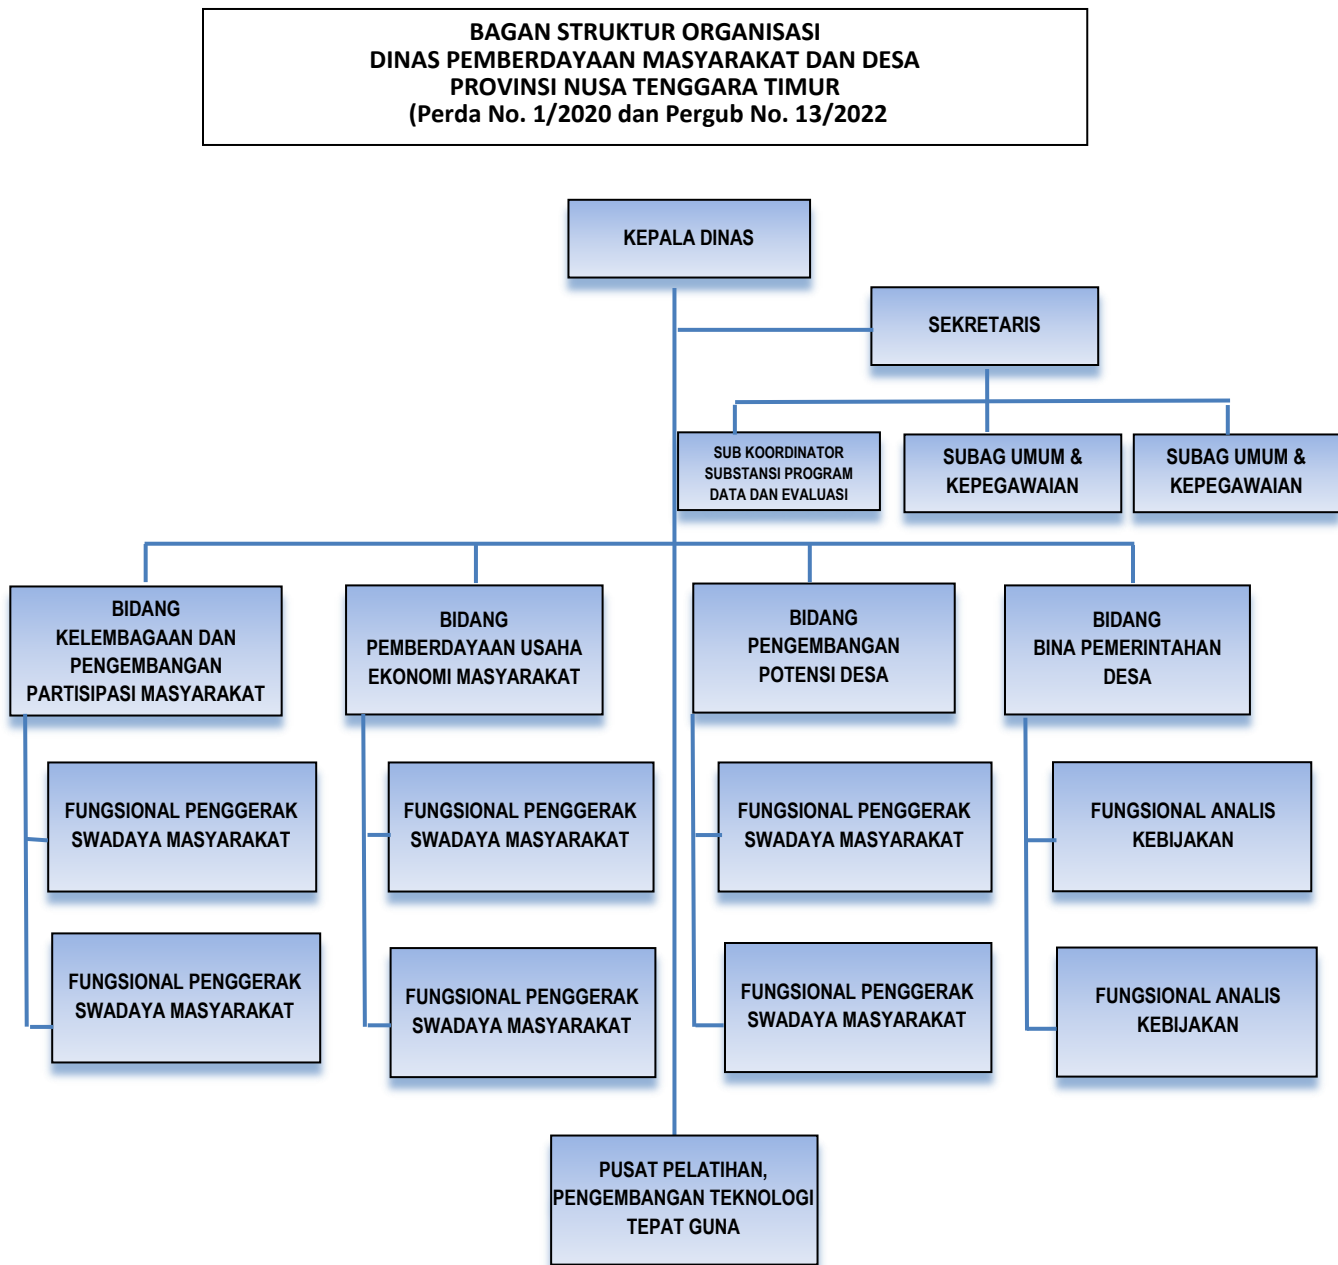 BAGAN STRUKTUR ORGANISASI
DINAS PEMBERDAYAAN MASYARAKAT DAN DESA
PROVINSI NUSA TENGGARA TIMUR
(Perda No. 1/2020 dan Pergub No. 13/2022
KEPALA DINAS
SEKRETARIS
SUB KOORDINATOR
SUBSTANSI PROGRAM
DATA DAN EVALUASI
SUBAG UMUM &
KEPEGAWAIAN
SUBAG UMUM &
KEPEGAWAIAN
BIDANG
KELEMBAGAAN DAN
PENGEMBANGAN
PARTISIPASI MASYARAKAT
BIDANG
PEMBERDAYAAN USAHA
EKONOMI MASYARAKAT
BIDANG
PENGEMBANGAN
POTENSI DESA
BIDANG
BINA PEMERINTAHAN
DESA
FUNGSIONAL PENGGERAK
SWADAYA MASYARAKAT
FUNGSIONAL PENGGERAK
SWADAYA MASYARAKAT
FUNGSIONAL PENGGERAK
SWADAYA MASYARAKAT
FUNGSIONAL ANALIS
KEBIJAKAN
FUNGSIONAL PENGGERAK
SWADAYA MASYARAKAT
FUNGSIONAL PENGGERAK
SWADAYA MASYARAKAT
FUNGSIONAL PENGGERAK
SWADAYA MASYARAKAT
FUNGSIONAL ANALIS
KEBIJAKAN
PUSAT PELATIHAN,
PENGEMBANGAN TEKNOLOGI
TEPAT GUNA